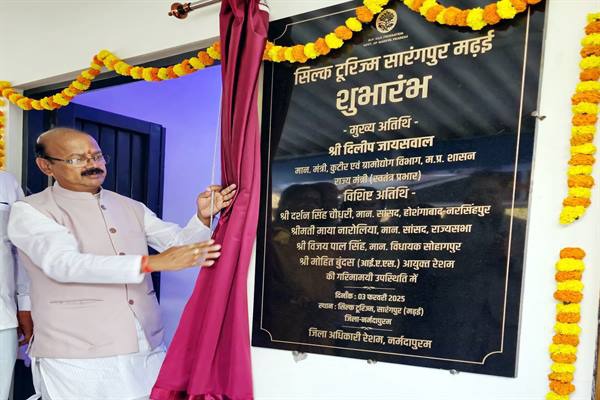 सिल्क टूरिज्म सारंगपुर मढ़ई
शुभारंभ
- मुख्य अतिथि -
श्री दिलीप जायसवाल
मान. मंत्री, कुटीर एवं ग्रामोद्योग विभाग, म.प्र. शासन
राज्य मंत्री (स्वतंत्र प्रभार)
- विशिष्ट अतिथि -
श्री दर्शन सिंह चौधरी, मान. सांसद, होशंगाबाद-नरसिंहपुर
श्रीमती माया नारोलिया, मान. सांसद, राज्यसभा
श्री विजय पाल सिंह, मान. विधायक सोहागपुर
श्री मोहित बुंदस (आई.ए.एस.) आयुक्त रेशम
की गरिमामयी उपस्थिति में
दिनाँक : 03 फरवरी 2025
स्थान : सिल्क टूरिज्म, सारंगपुर (मढ़ई)
जिला-नर्मदापुरम
जिला अधिकारी रेशम, नर्मदापुरम